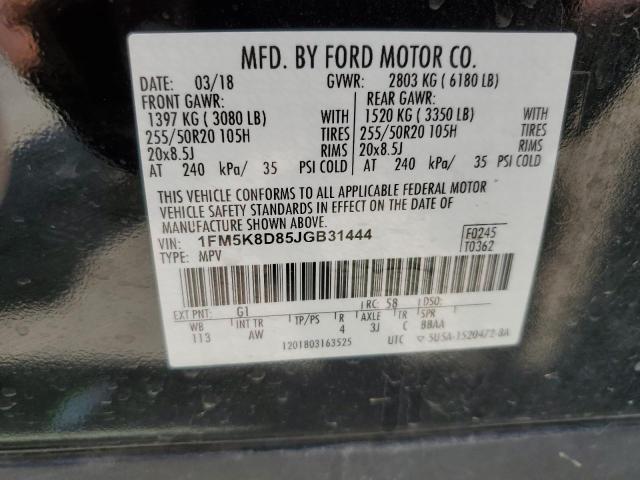 MFD. BY FORD MOTOR CO.
DATE: 03/18 GVWR: 2803 KG ( 6180 LB)
FRONT GAWR: REAR GAWR:
1397 KG ( 3080 LB) WITH 1520 KG ( 3350 LB) WITH
255/50R20 105H TIRES 255/50R20 105H TIRES
20x8.5J RIMS 20x8.5J RIMS
AT 240 kPa/ 35 PSI COLD AT 240 kPa/ 35 PSI COLD
THIS VEHICLE CONFORMS TO ALL APPLICABLE FEDERAL MOTOR
VEHICLE SAFETY STANDARDS IN EFFECT ON THE DATE OF
MANUFACTURE SHOWN ABOVE.
VIN: 1FM5K8D85JGB31444 F0245
TYPE: MPV T0362
EXT PNT: G1 RC: 58 DSO:
WB INT TR TP/PS R AXLE TR SPR
113 AW 4 3J C BBAA
1201803163525 UTC ▽ 5U5A-1520472-BA